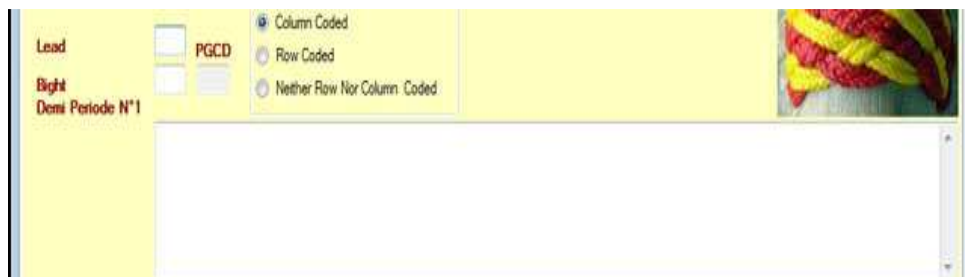 Column Coded
Lead PGCD Row Coded
Bight Neither Row Nor Column Coded
Demi Periode N°1